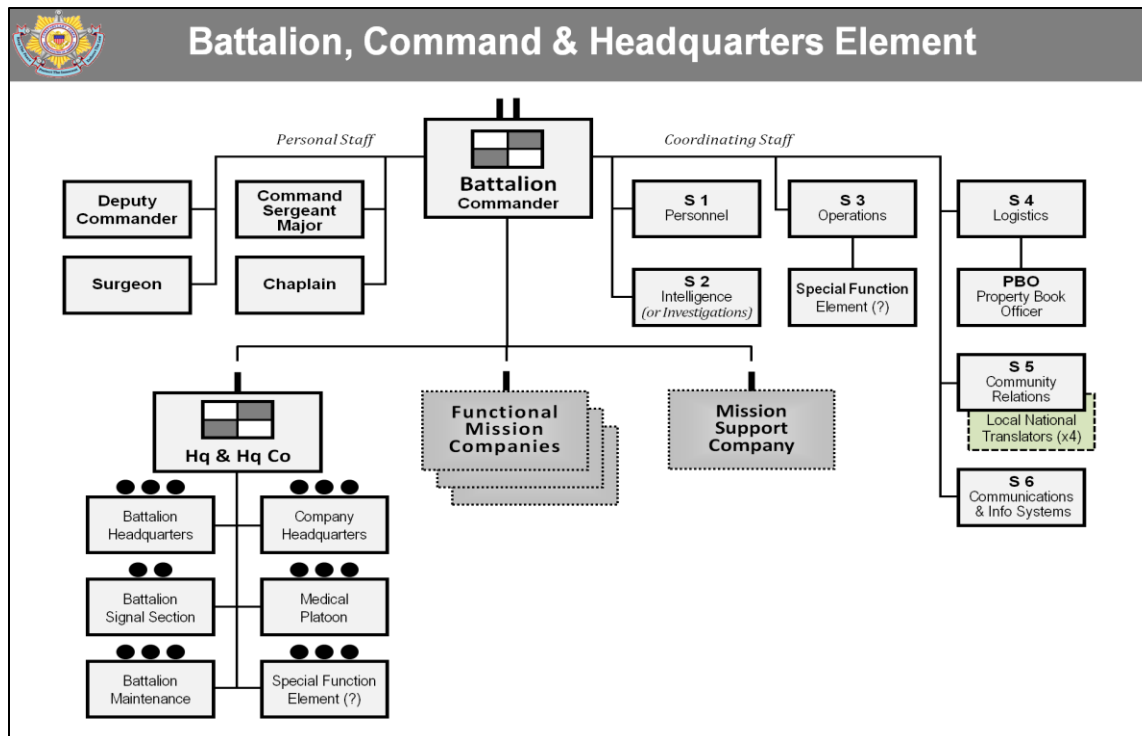 Battalion, Command & Headquarters Element
Personal Staff
Coordinating Staff
Battalion
Commander
Deputy
Commander
Command
Sergeant
Major
Surgeon
Chaplain
S 1
Personnel
S 2
Intelligence
(or Investigations)
S 3
Operations
Special Function
Element (?)
S 4
Logistics
PBO
Property Book
Officer
S 5
Community
Relations
Local National
Translators (x4)
S 6
Communications
& Info Systems
Hq & Hq Co
Functional
Mission
Companies
Mission
Support
Company
Battalion
Headquarters
Company
Headquarters
Battalion
Signal Section
Medical
Platoon
Battalion
Maintenance
Special Function
Element (?)